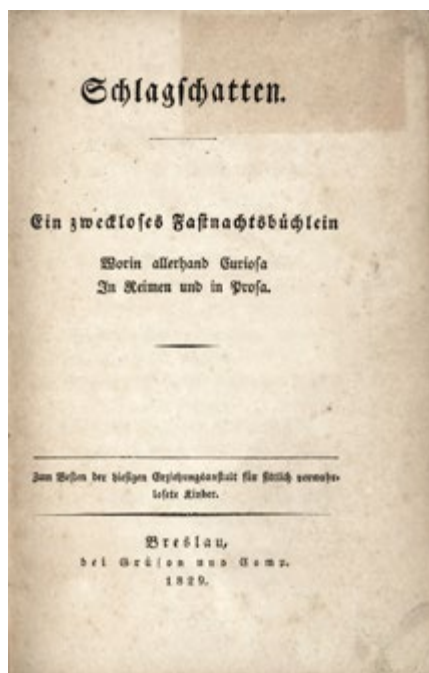 Schlagschatten.
Ein zweckloses Fastnachtsbüchlein
Worin allerhand Curiosa
In Reimen und in Prosa.
Zum Besten der hiesigen Erziehungsanstalt für sittlich verwahr-
losete Kinder.
Breslau,
bei Grüson und Comp.
1829.